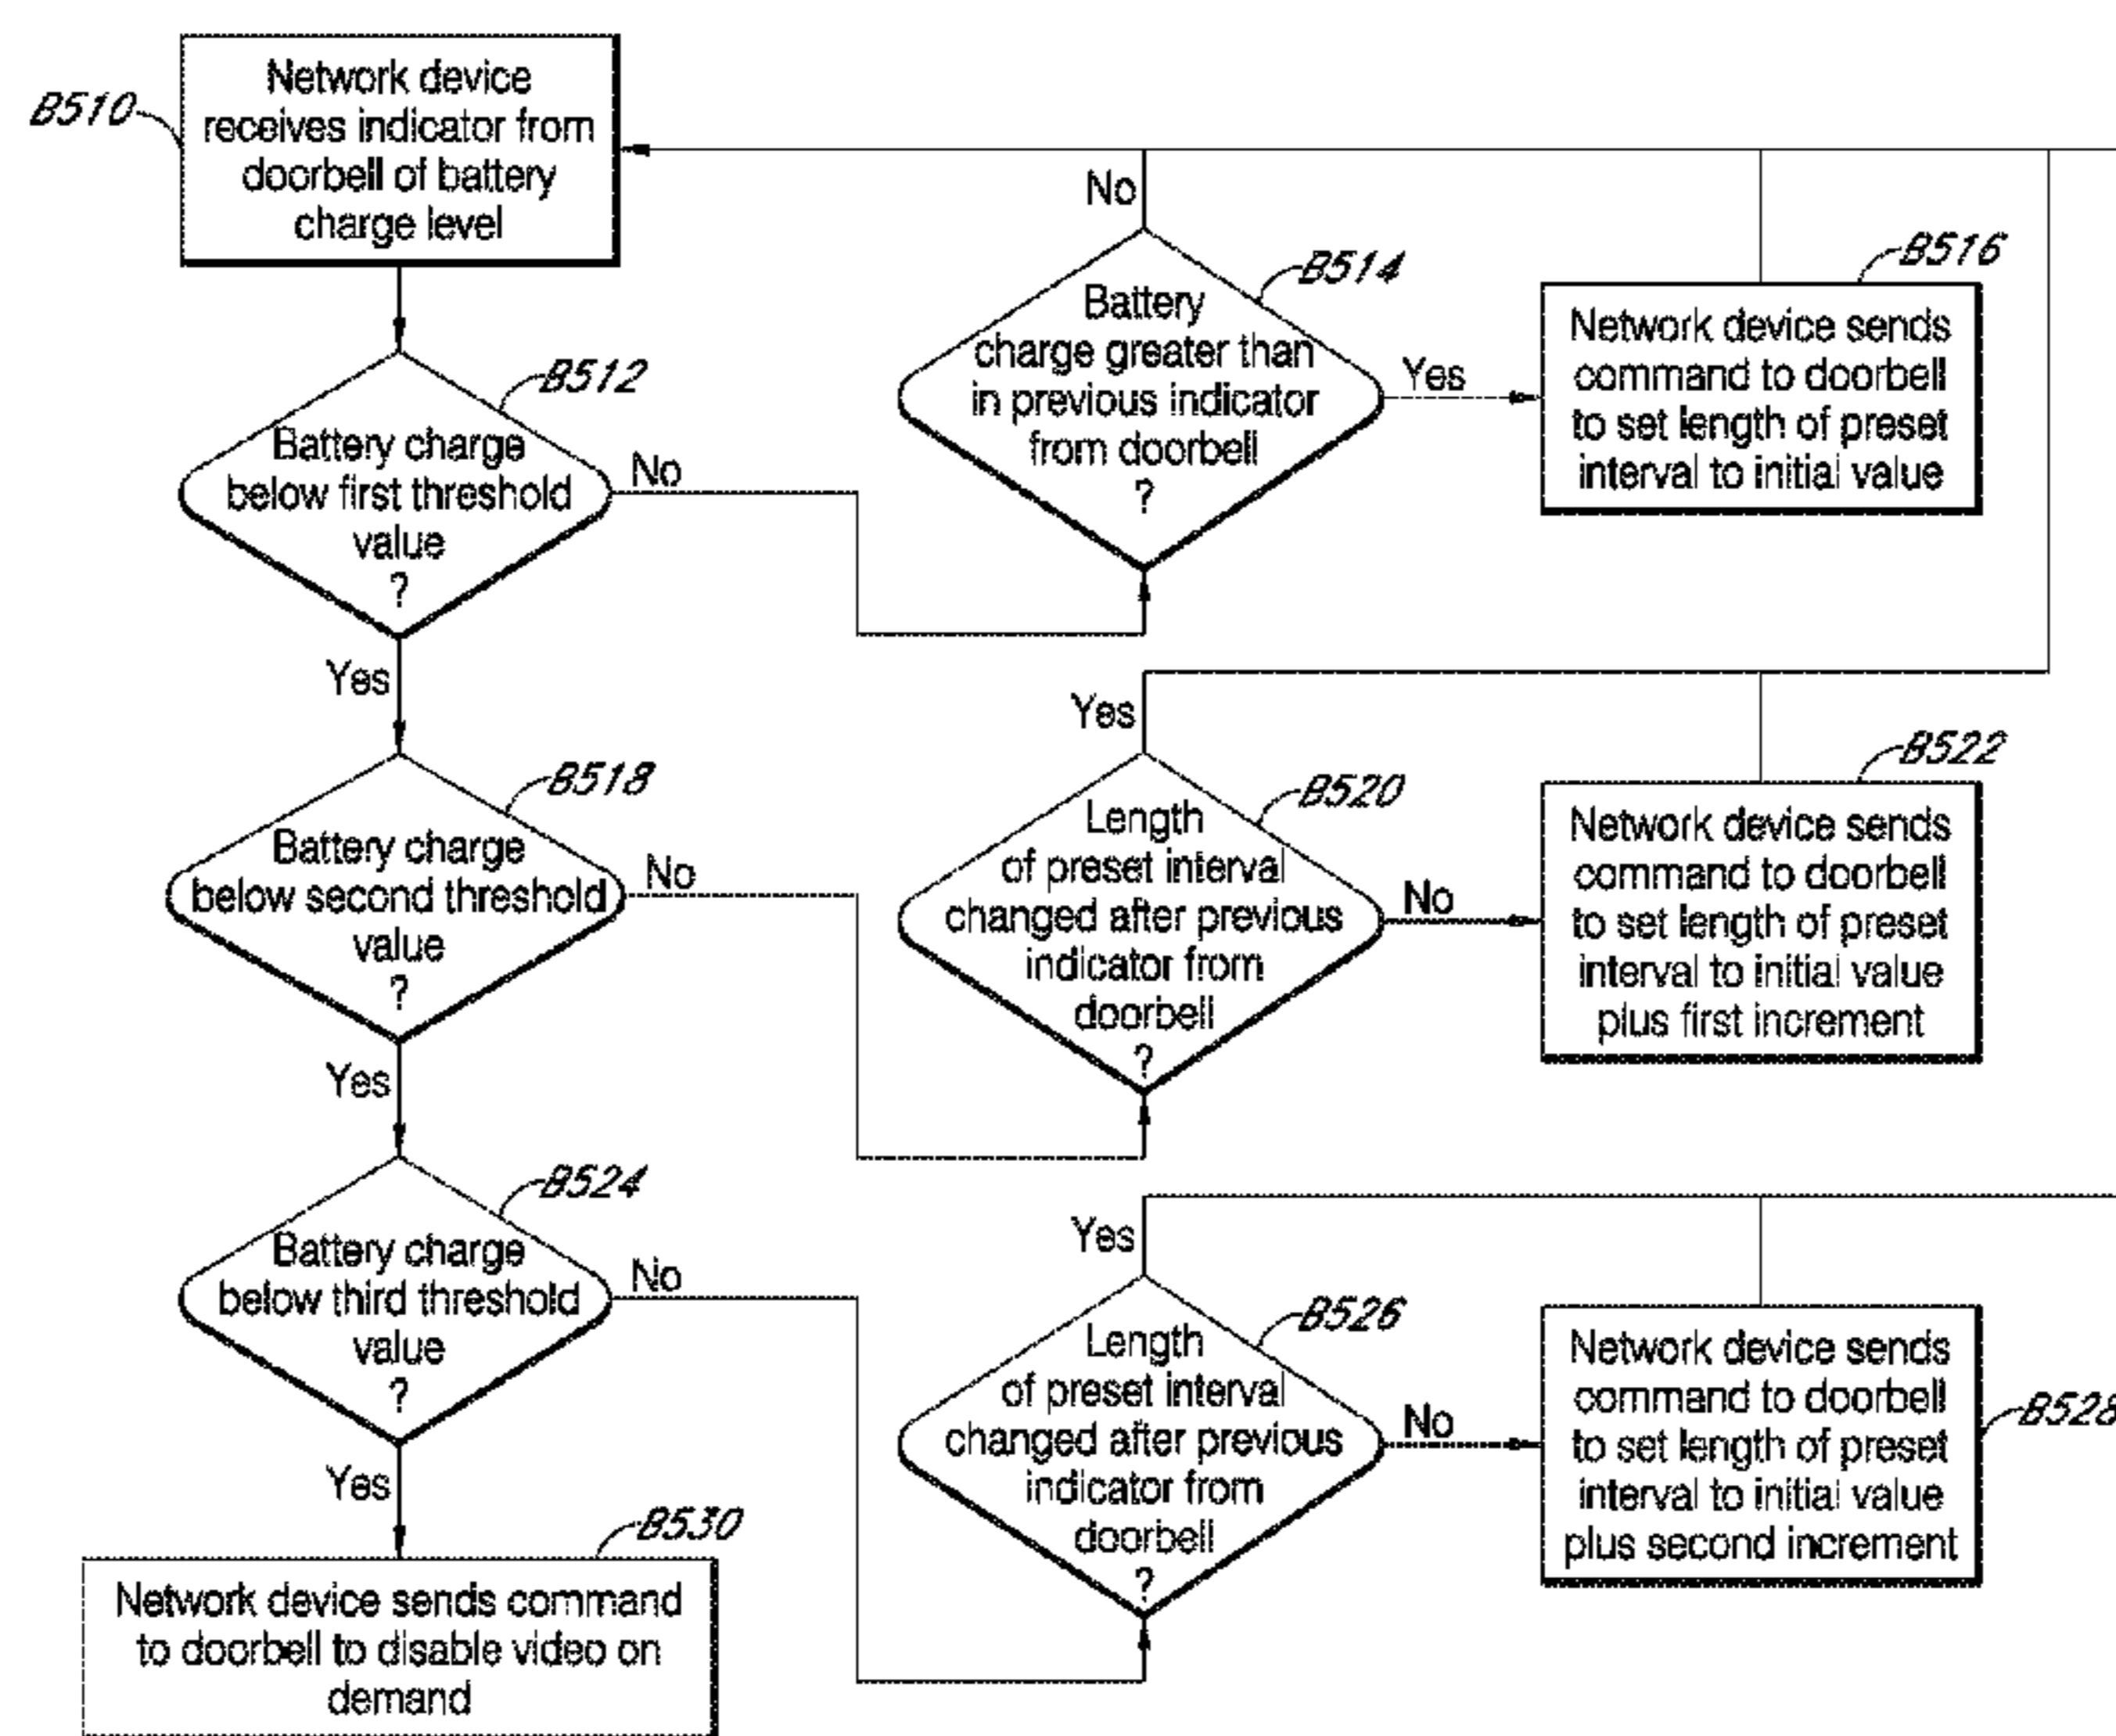 B510
Network device
receives indicator from
doorbell of battery
charge level
B512
Battery charge
below first threshold
value
?
No
Yes
No
B514
Battery
charge greater than
in previous indicator
from doorbell
?
Yes
B516
Network device sends
command to doorbell
to set length of preset
interval to initial value
B518
Battery charge
below second threshold
value
?
No
Yes
Yes
B520
Length
of preset interval
changed after previous
indicator from
doorbell
?
No
B522
Network device sends
command to doorbell
to set length of preset
interval to initial value
plus first increment
B524
Battery charge
below third threshold
value
?
No
Yes
Yes
B526
Length
of preset interval
changed after previous
indicator from
doorbell
?
No
B528
Network device sends
command to doorbell
to set length of preset
interval to initial value
plus second increment
B530
Network device sends command
to doorbell to disable video on
demand